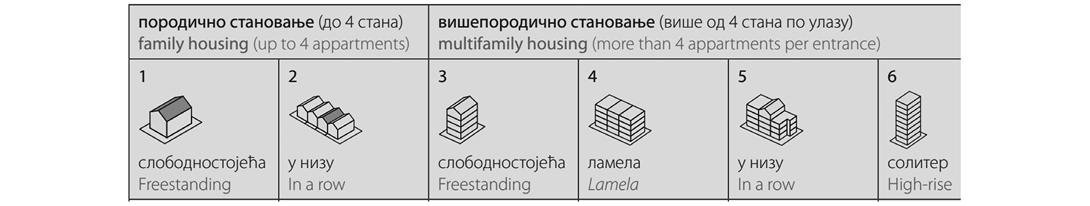 породично становање (до 4 стана)
family housing (up to 4 appartments)
вишепородично становање (више од 4 стана по улазу)
multifamily housing (more than 4 appartments per entrance)
1
слободностојећа
Freestanding
2
у низу
In a row
3
слободностојећа
Freestanding
4
ламела
Lamela
5
у низу
In a row
6
солитер
High-rise